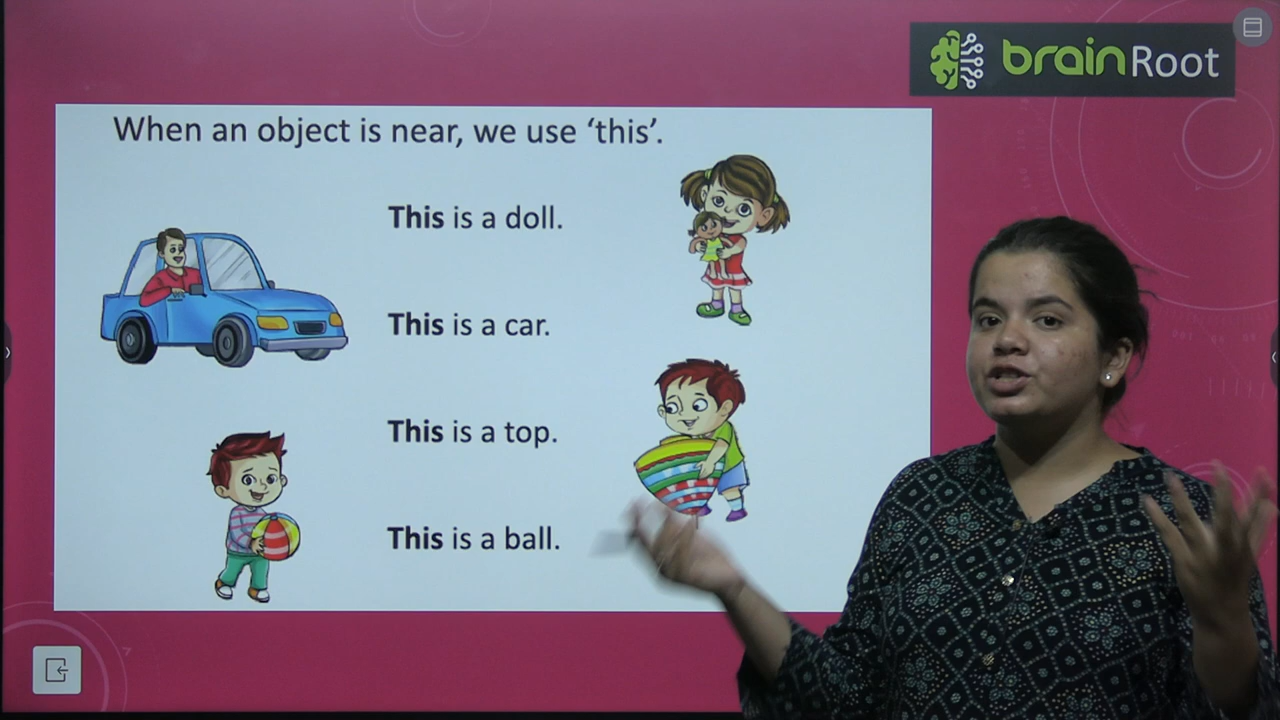 brainRoot
When an object is near, we use ‘this’.
This is a doll.
This is a car.
This is a top.
This is a ball.